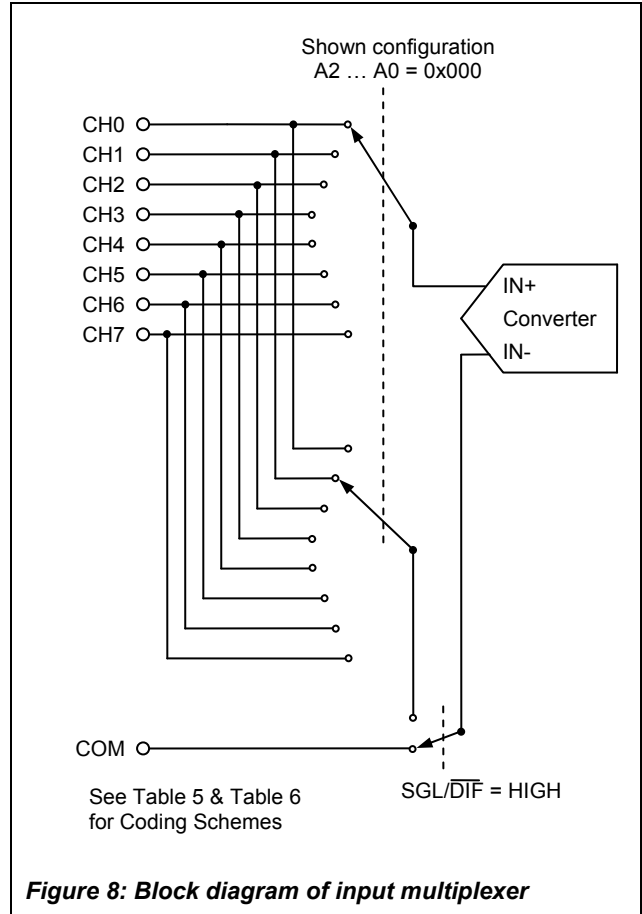 Shown configuration
A2 … A0 = 0x000
CH0
CH1
CH2
CH3
CH4
CH5
CH6
CH7
IN+
Converter
IN-
COM
SGL/D̅I̅F̅ = HIGH
See Table 5 & Table 6
for Coding Schemes
Figure 8: Block diagram of input multiplexer